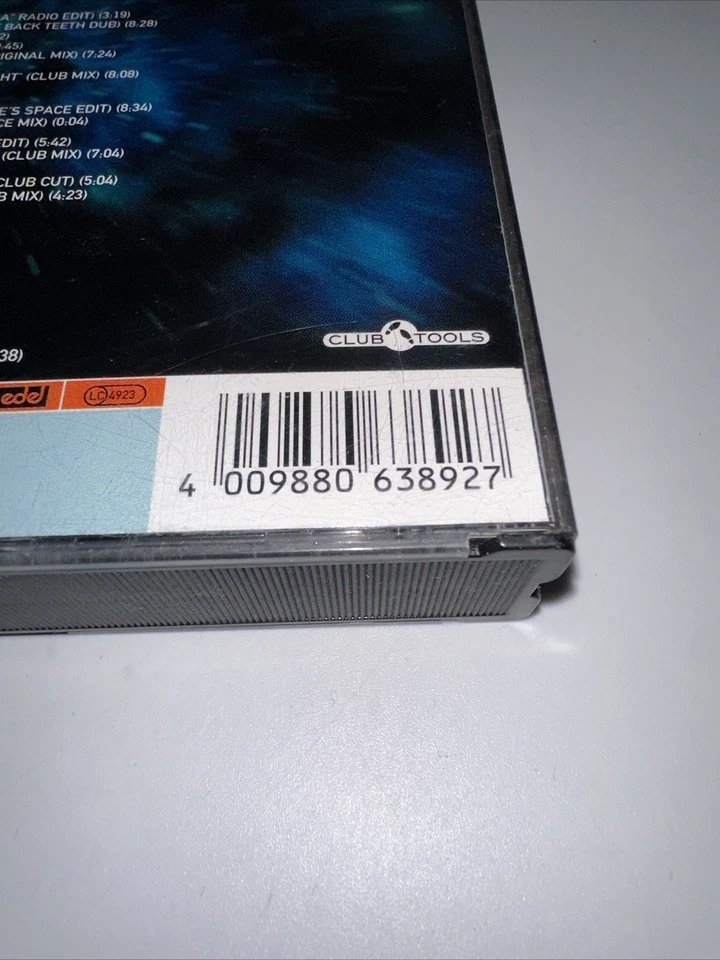 A" RADIO EDIT) (3:19)
BACK TEETH DUB) (8:28)
2)
:45)
IGINAL MIX) (7:24)
HT' (CLUB MIX) (8:08)
E'S SPACE EDIT) (8:34)
CE MIX) (0:04)
EDIT) (5:42)
(CLUB MIX) (7:04)
CLUB CUT) (5:04)
B MIX) (4:23)
38)
CLUB TOOLS
edel
LC 4923
4 009880 638927